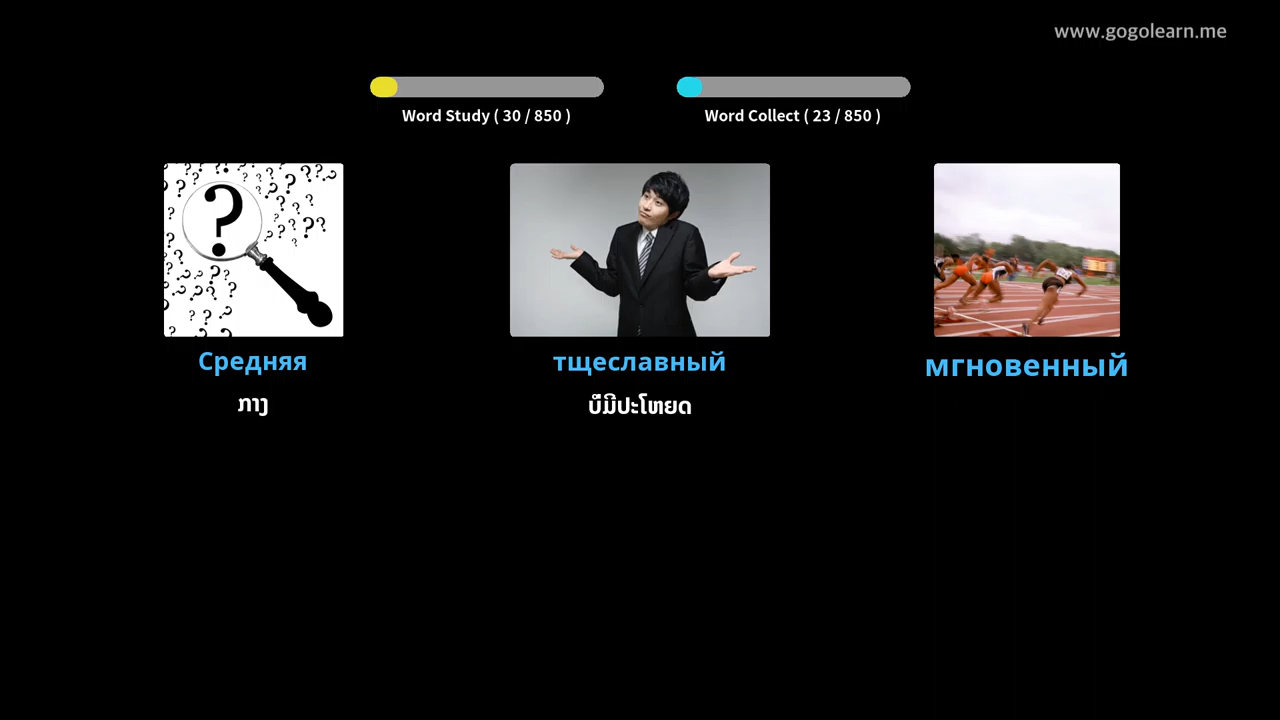 www.gogolearn.me
Word Study ( 30 / 850 )
Word Collect ( 23 / 850 )
Средняя
тщеславный
мгновенный
ກາງ
ບໍ່ມີປະໂຫຍດ